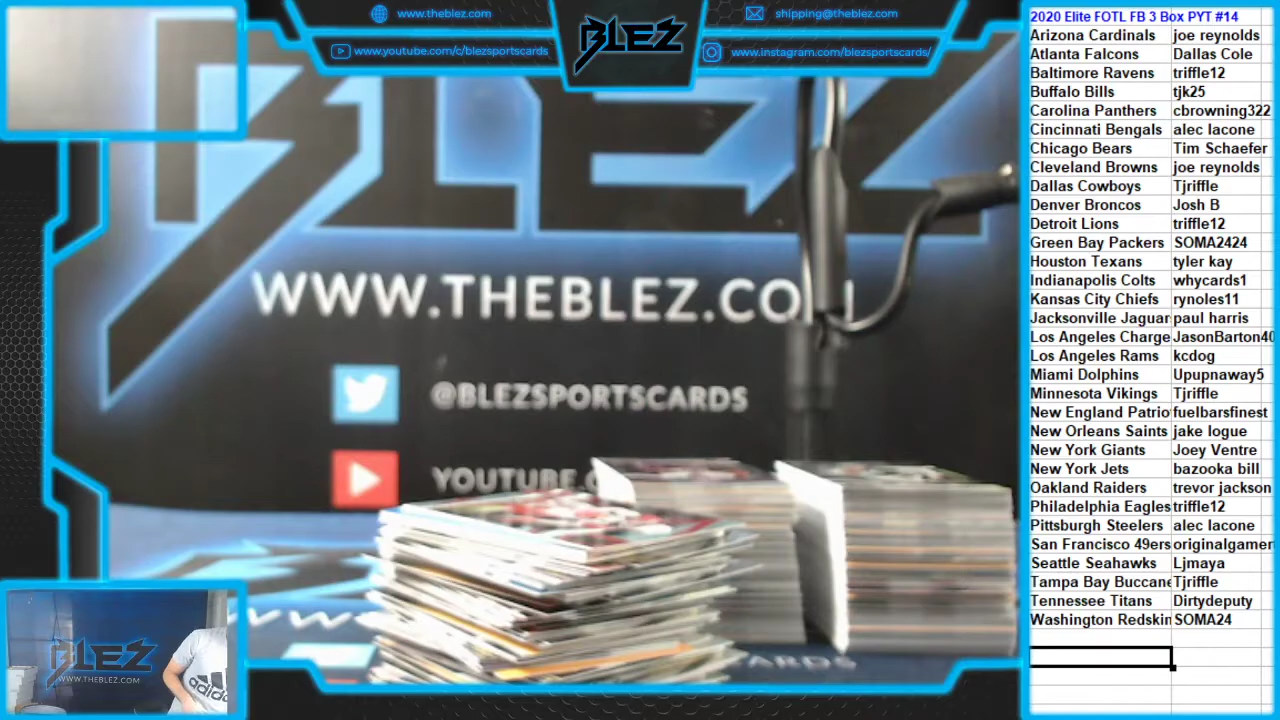 www.theblez.com
www.youtube.com/c/blezsportscards
BLEZ
shipping@theblez.com
www.instagram.com/blezsportscards/
BLEZ
WWW.THEBLEZ.COM
@BLEZSPORTSCARDS
YOUTUBE.C
BLEZ
WWW.THEBLEZ.COM
adidas
2020 Elite FOTL FB 3 Box PYT #14
Arizona Cardinals joe reynolds
Atlanta Falcons Dallas Cole
Baltimore Ravens triffle12
Buffalo Bills tjk25
Carolina Panthers cbrowning322
Cincinnati Bengals alec iacone
Chicago Bears Tim Schaefer
Cleveland Browns joe reynolds
Dallas Cowboys Tjriffle
Denver Broncos Josh B
Detroit Lions triffle12
Green Bay Packers SOMA2424
Houston Texans tyler kay
Indianapolis Colts whycards1
Kansas City Chiefs rynoles11
Jacksonville Jaguar paul harris
Los Angeles Charge JasonBarton40
Los Angeles Rams kcdog
Miami Dolphins Upupnaway5
Minnesota Vikings Tjriffle
New England Patrio fuelbarsfinest
New Orleans Saints jake logue
New York Giants Joey Ventre
New York Jets bazooka bill
Oakland Raiders trevor jackson
Philadelphia Eagles triffle12
Pittsburgh Steelers alec iacone
San Francisco 49ers originalgamer
Seattle Seahawks Ljmaya
Tampa Bay Buccane Tjriffle
Tennessee Titans Dirtydeputy
Washington Redskin SOMA24